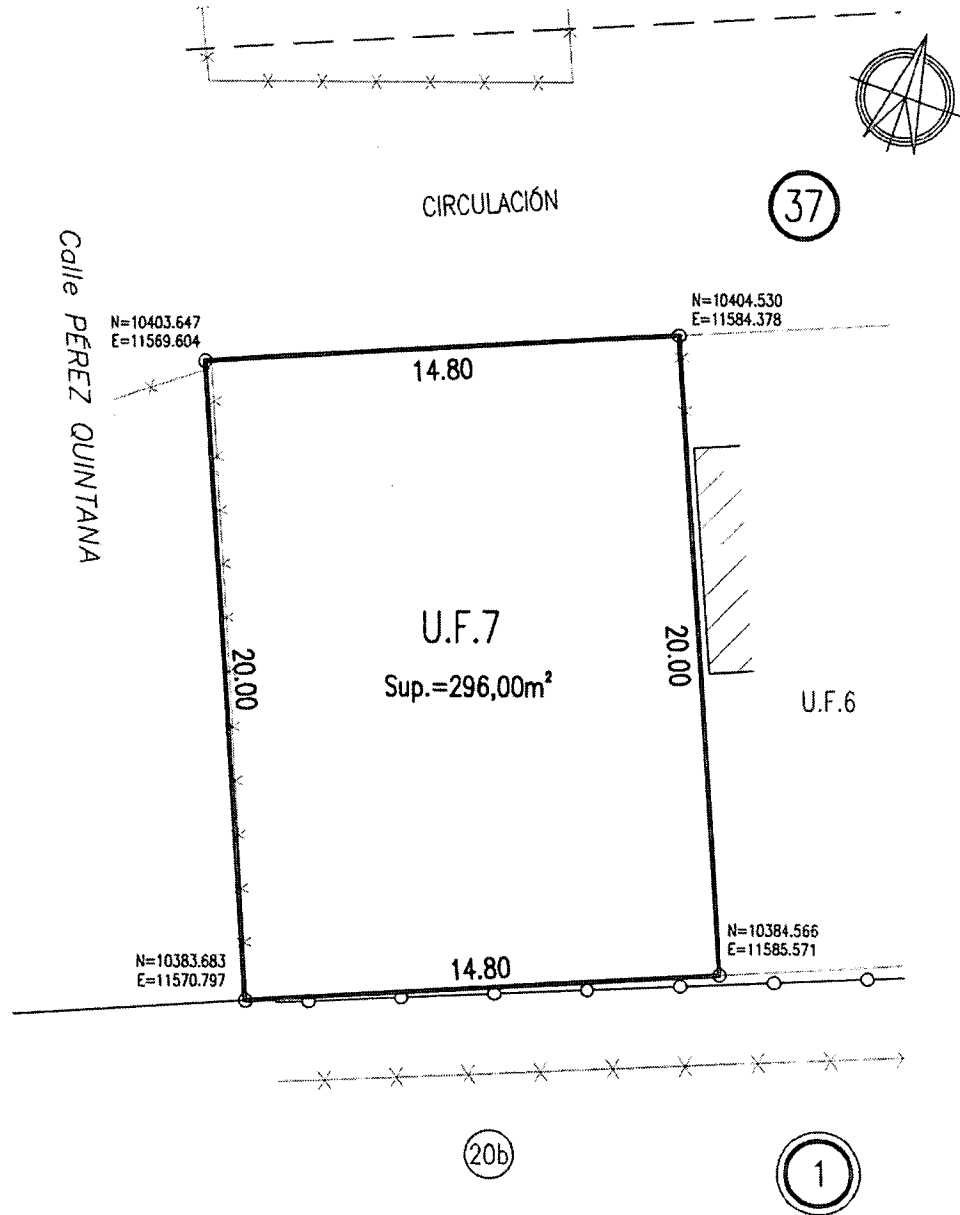 CIRCULACIÓN
37
Calle PÉREZ QUINTANA
N=10403.647
E=11569.604
N=10404.530
E=11584.378
14.80
U.F.7
Sup.=296,00m²
20.00
20.00
U.F.6
N=10383.683
E=11570.797
14.80
N=10384.566
E=11585.571
20b
1